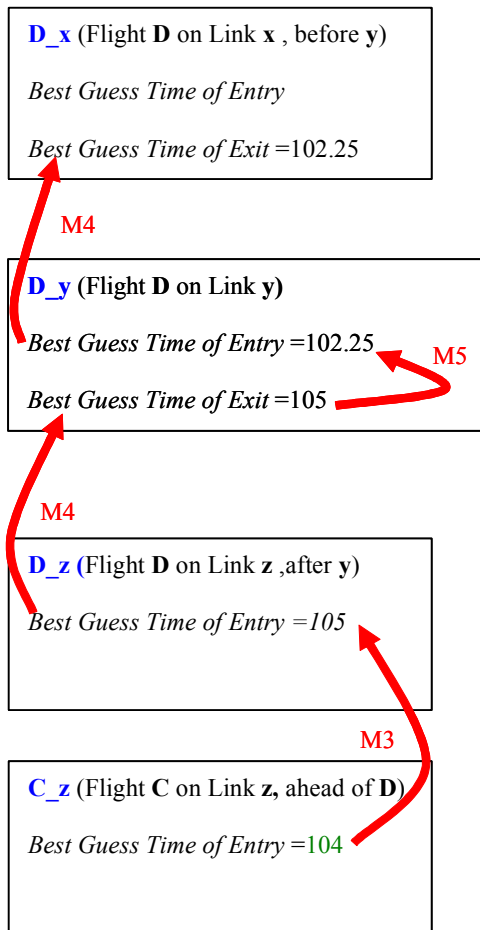 D_x (Flight D on Link x , before y)
Best Guess Time of Entry
Best Guess Time of Exit =102.25
M4
D_y (Flight D on Link y)
Best Guess Time of Entry =102.25
M5
Best Guess Time of Exit =105
M4
D_z (Flight D on Link z ,after y)
Best Guess Time of Entry =105
M3
C_z (Flight C on Link z, ahead of D)
Best Guess Time of Entry =104